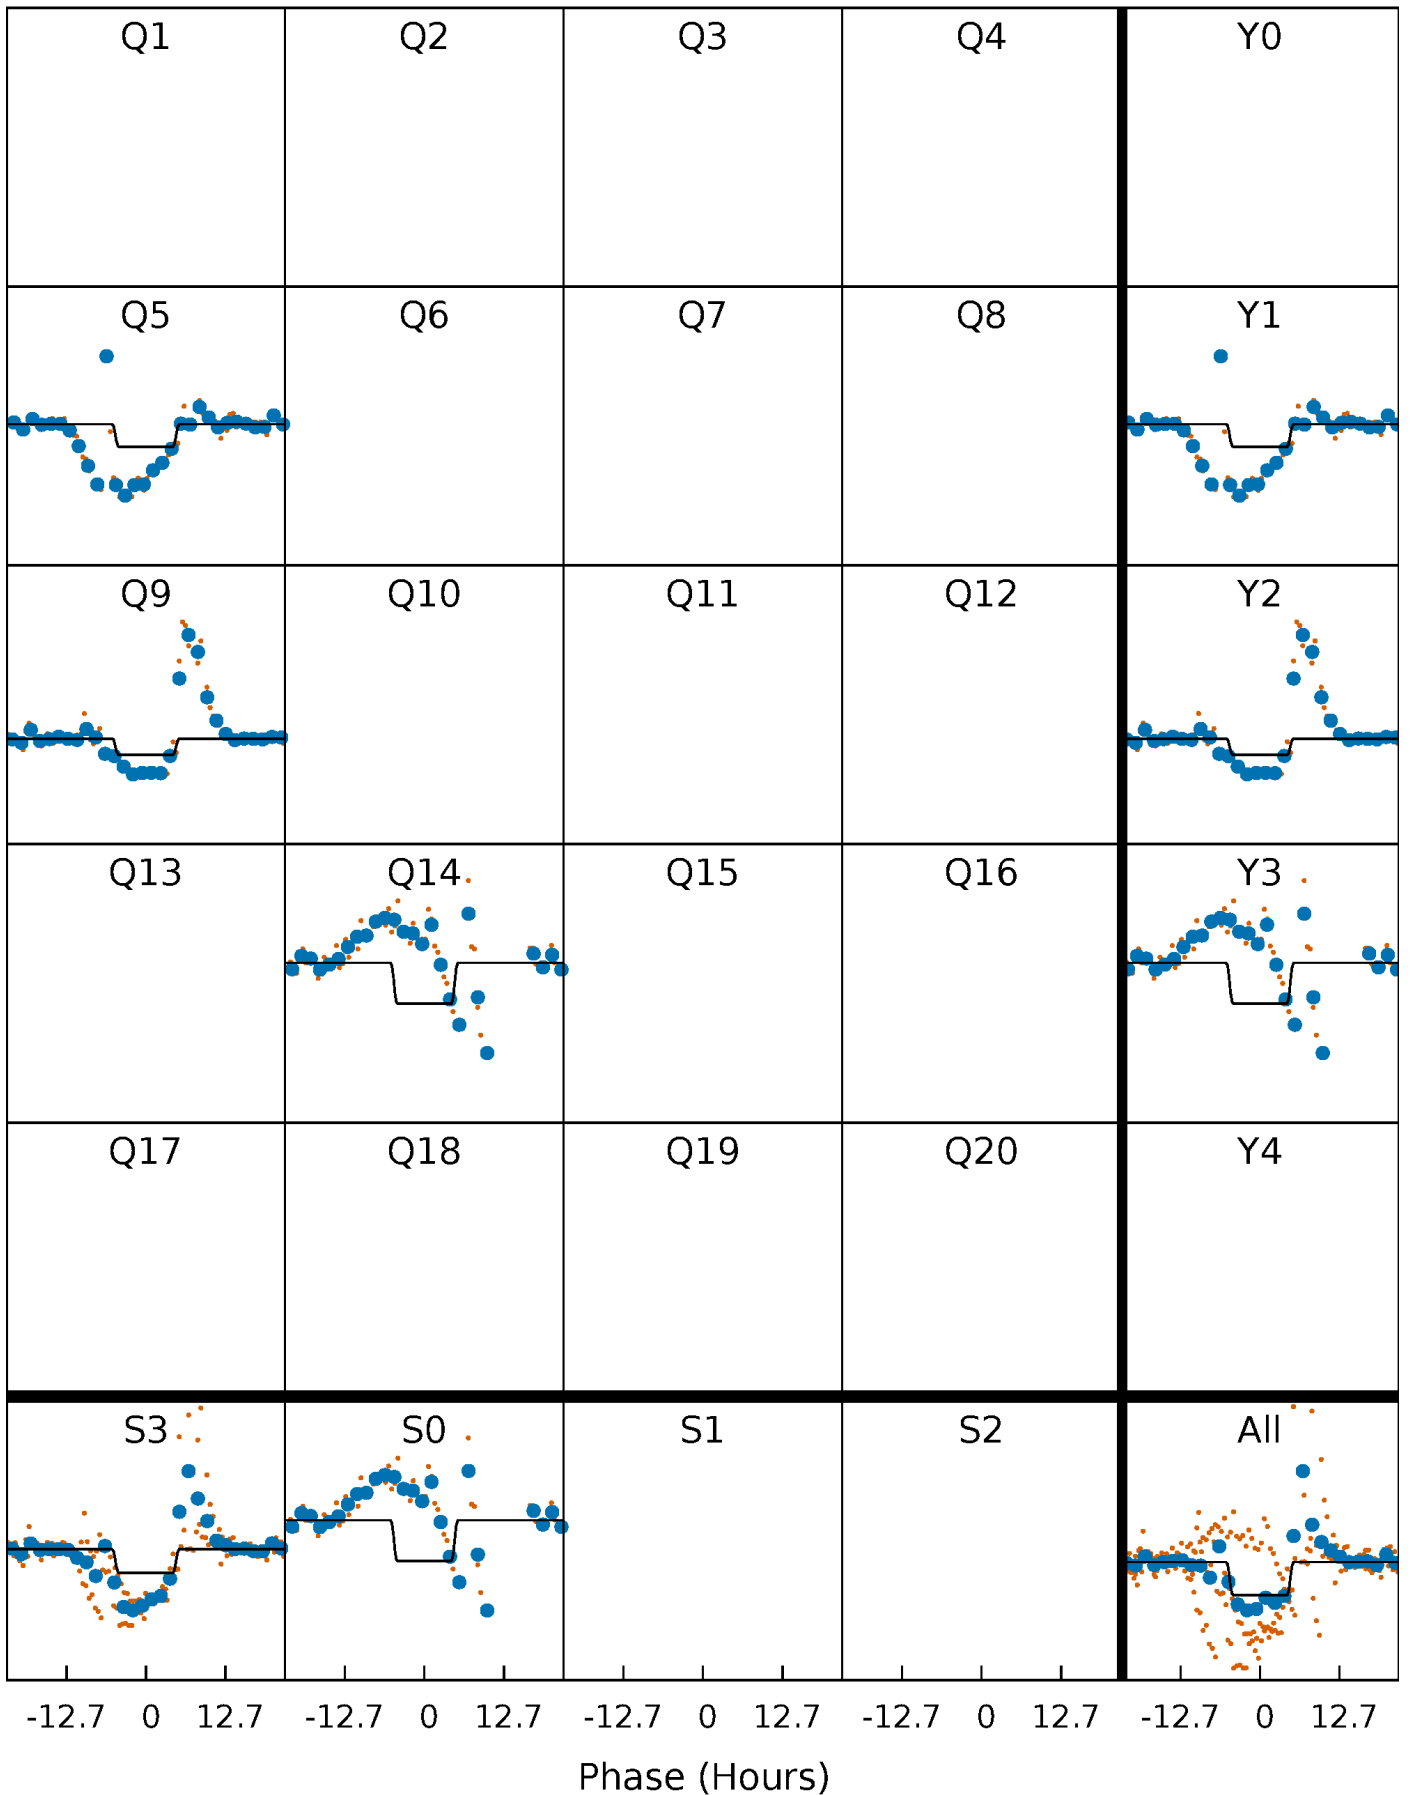 Q1 Q2 Q3 Q4 Y0
Q5 Q6 Q7 Q8 Y1
Q9 Q10 Q11 Q12 Y2
Q13 Q14 Q15 Q16 Y3
Q17 Q18 Q19 Q20 Y4
S3 S0 S1 S2 All
-12.7 0 12.7 -12.7 0 12.7 -12.7 0 12.7 -12.7 0 12.7 -12.7 0 12.7
Phase (Hours)